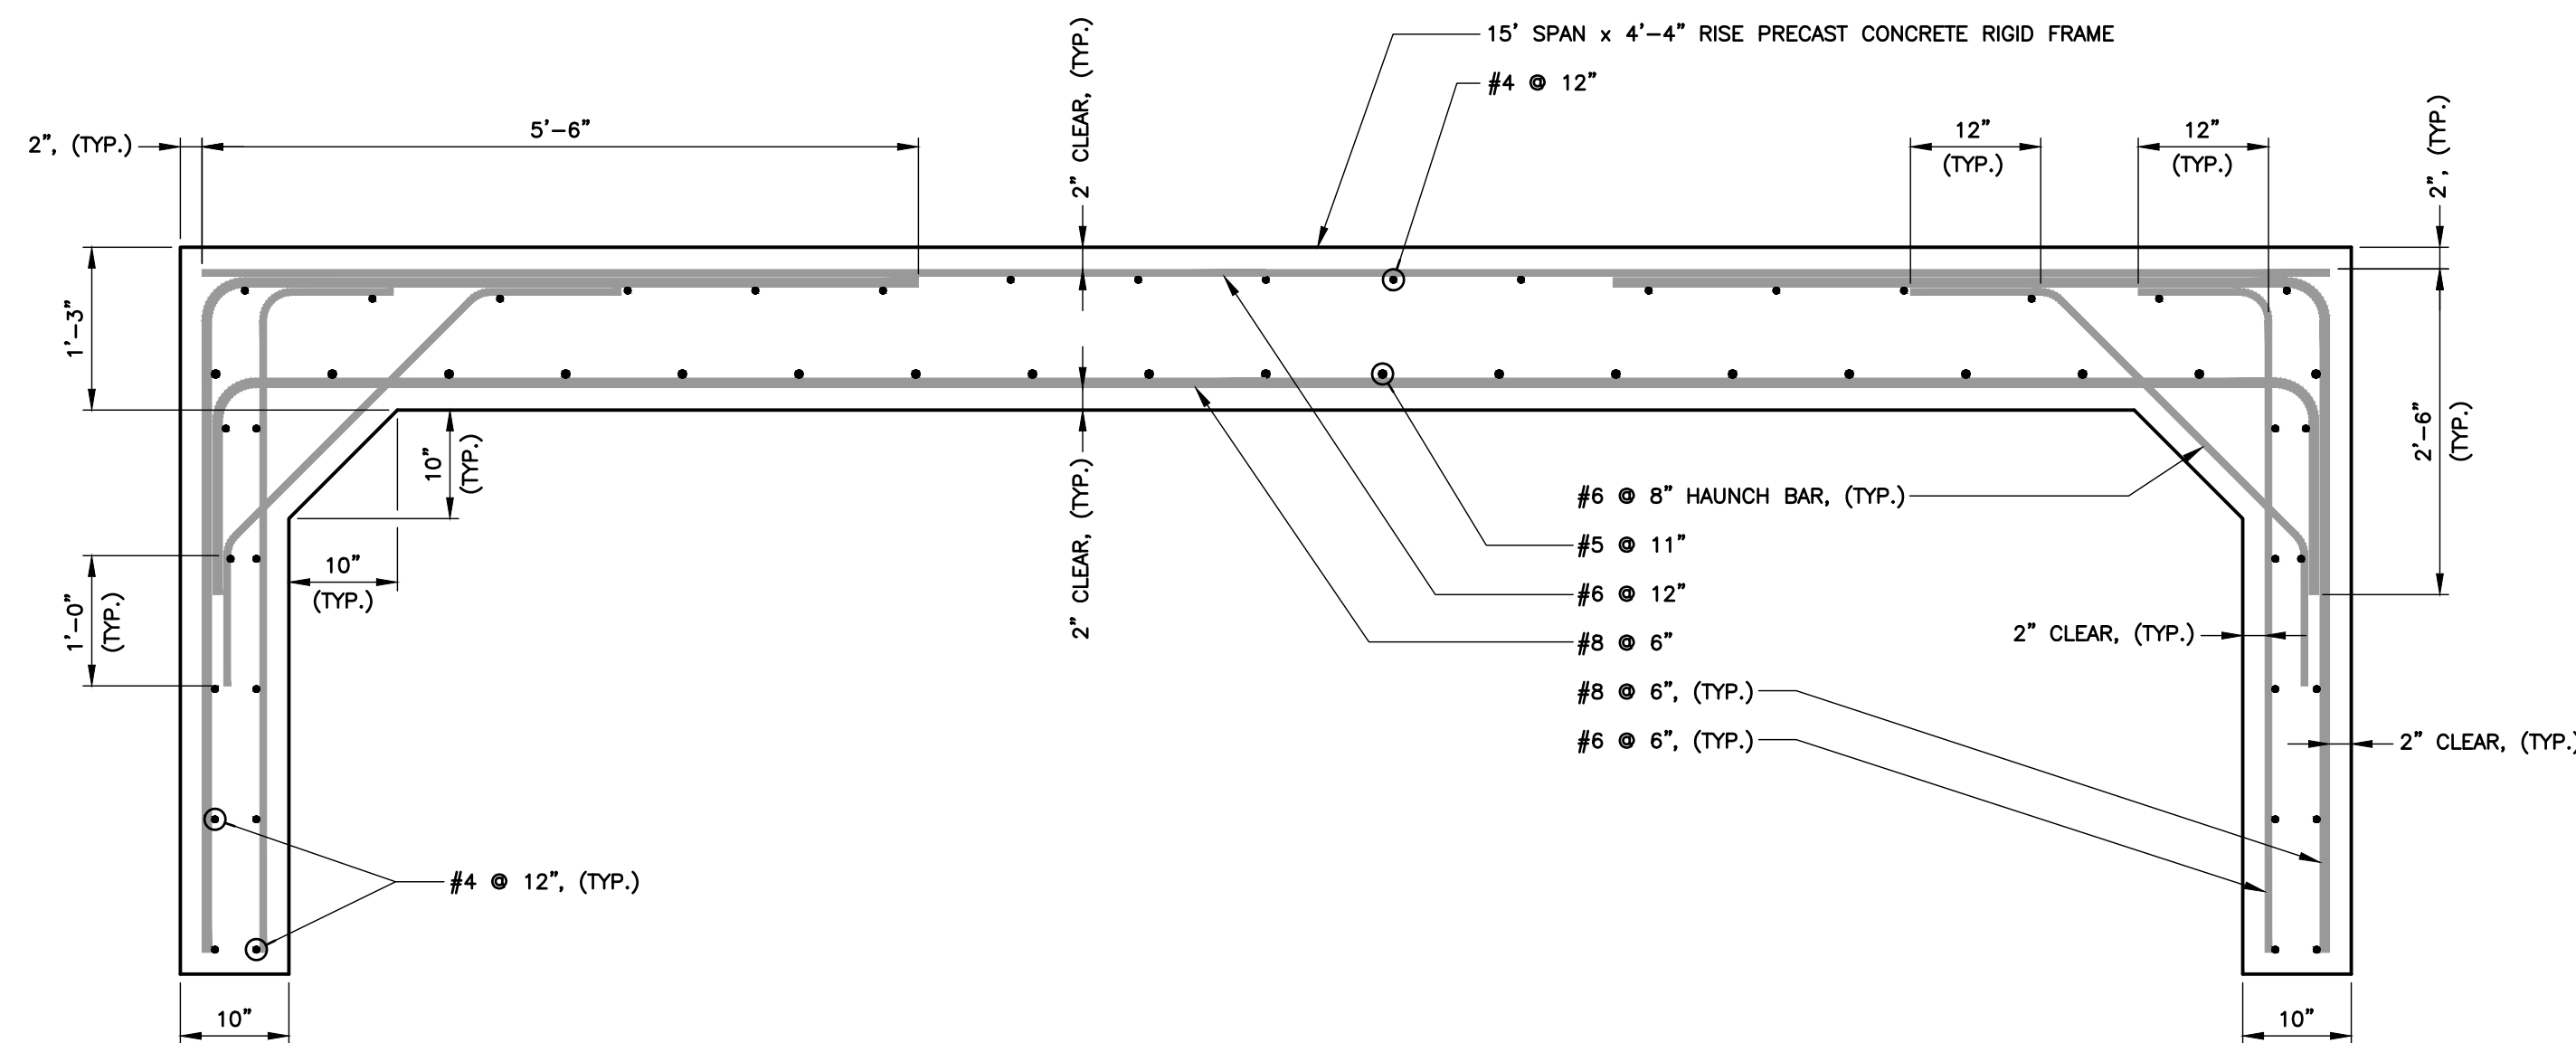 15' SPAN x 4'-4" RISE PRECAST CONCRETE RIGID FRAME
#4 @ 12"
2" CLEAR, (TYP.)
5'-6"
2", (TYP.)
12"
(TYP.)
12"
(TYP.)
2", (TYP.)
1'-3"
10"
(TYP.)
10"
(TYP.)
1'-0"
(TYP.)
2" CLEAR, (TYP.)
2'-6"
(TYP.)
#6 @ 8" HAUNCH BAR, (TYP.)
#5 @ 11"
#6 @ 12"
#8 @ 6"
2" CLEAR, (TYP.)
#8 @ 6", (TYP.)
#6 @ 6", (TYP.)
2" CLEAR, (TYP.)
#4 @ 12", (TYP.)
10"
10"